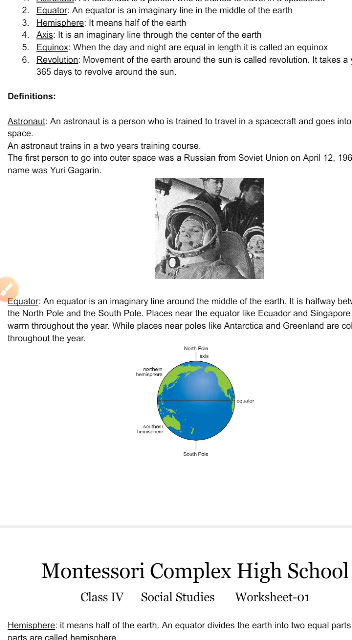 2. Equator: An equator is an imaginary line in the middle of the earth
3. Hemisphere: It means half of the earth
4. Axis: It is an imaginary line through the center of the earth
5. Equinox: When the day and night are equal in length it is called an equinox
6. Revolution: Movement of the earth around the sun is called revolution. It takes a
365 days to revolve around the sun.
Definitions:
Astronaut: An astronaut is a person who is trained to travel in a spacecraft and goes into
space.
An astronaut trains in a two years training course.
The first person to go into outer space was a Russian from Soviet Union on April 12, 196
name was Yuri Gagarin.
Equator: An equator is an imaginary line around the middle of the earth. It is halfway
the North Pole and the South Pole. Places near the equator like Ecuador and Singapore
warm throughout the year. While places near poles like Antarctica and Greenland are
throughout the year.
North Pole
axis
northern
hemisphere
equator
southern
hemisphere
South Pole
Montessori Complex High School
Class IV Social Studies Worksheet-01
Hemisphere: it means half of the earth. An equator divides the earth into two equal parts
parts are called hemisphere